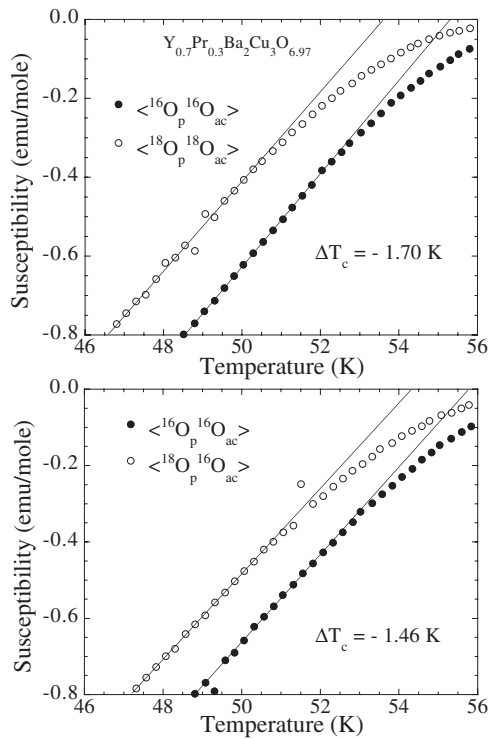 0.0
-0.2
-0.4
-0.6
-0.8
Susceptibility (emu/mole)
Y0.7Pr0.3Ba2Cu3O6.97
● <16Op16Oac>
○ <18Op18Oac>
ΔTc = - 1.70 K
46 48 50 52 54 56
Temperature (K)
0.0
-0.2
-0.4
-0.6
-0.8
Susceptibility (emu/mole)
● <16Op16Oac>
○ <18Op16Oac>
ΔTc = - 1.46 K
46 48 50 52 54 56
Temperature (K)